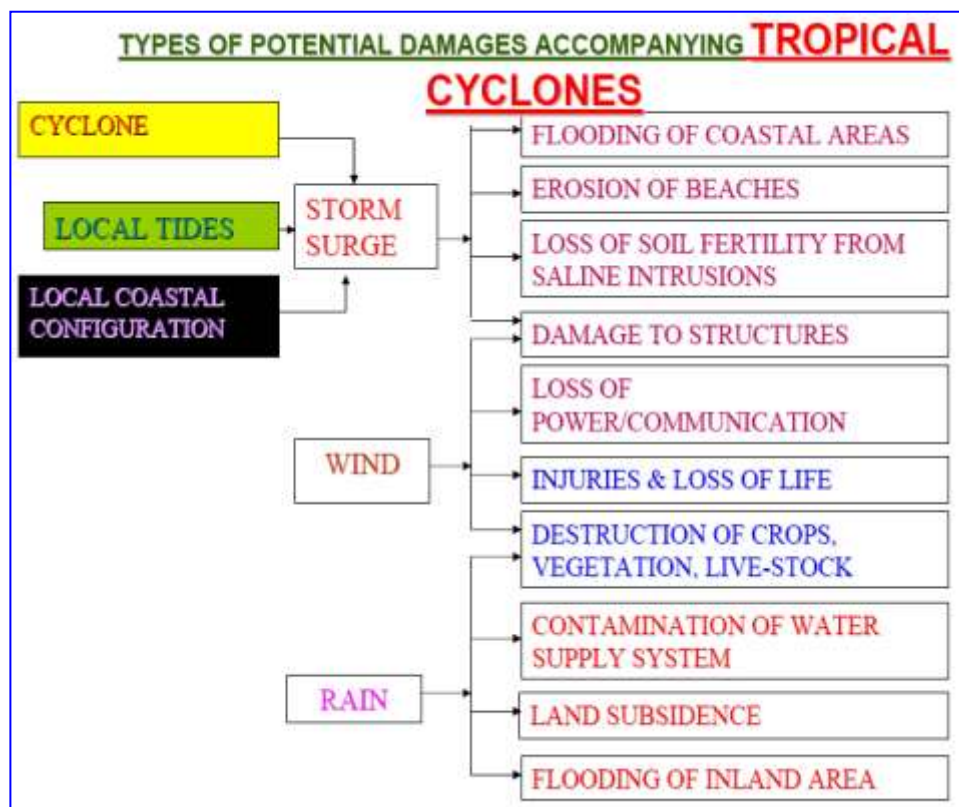 TYPES OF POTENTIAL DAMAGES ACCOMPANYING TROPICAL
CYCLONES
CYCLONE
LOCAL TIDES
LOCAL COASTAL
CONFIGURATION
STORM
SURGE
FLOODING OF COASTAL AREAS
EROSION OF BEACHES
LOSS OF SOIL FERTILITY FROM
SALINE INTRUSIONS
DAMAGE TO STRUCTURES
LOSS OF
POWER/COMMUNICATION
WIND
INJURIES & LOSS OF LIFE
DESTRUCTION OF CROPS,
VEGETATION, LIVE-STOCK
CONTAMINATION OF WATER
SUPPLY SYSTEM
RAIN
LAND SUBSIDENCE
FLOODING OF INLAND AREA